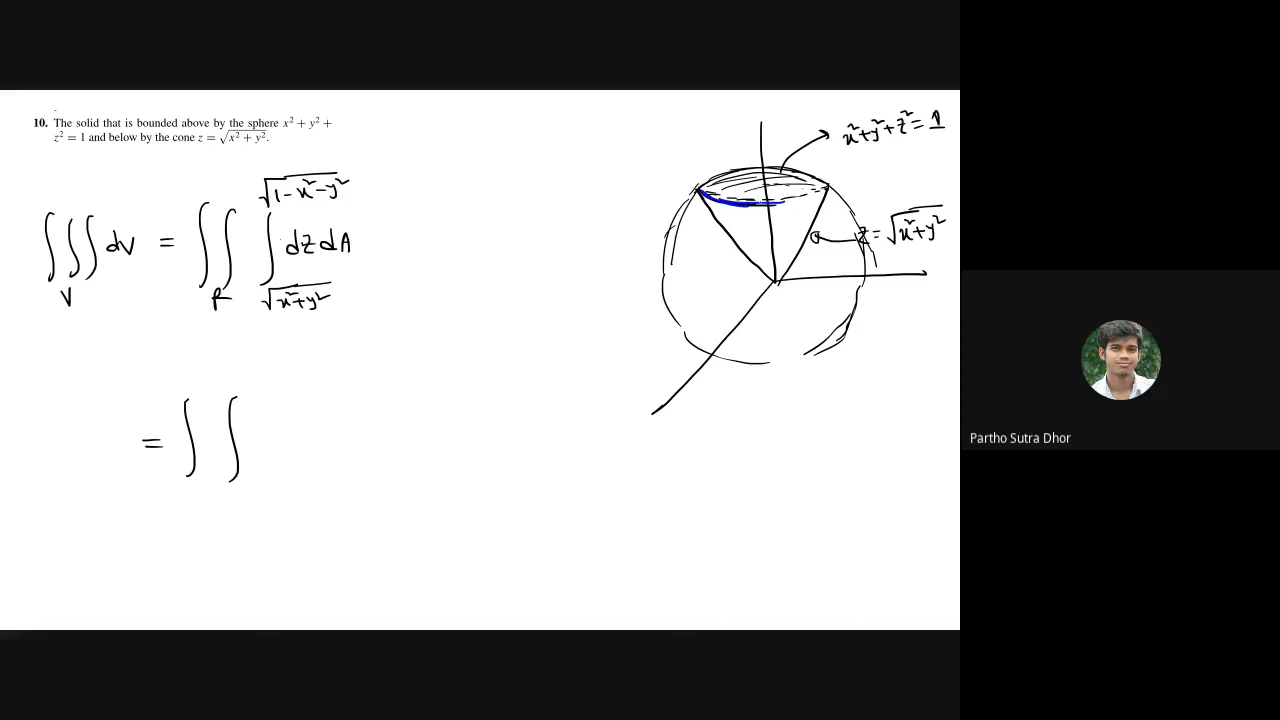 10. The solid that is bounded above by the sphere x² + y² +
z² = 1 and below by the cone z = √(x² + y²).
x²+y²+z² = 1
z = √(x²+y²)
∫∫∫_V dV = ∫∫_R ∫_{√(x²+y²)}^{√(1-x²-y²)} dz dA
= ∫ ∫
Partho Sutra Dhor